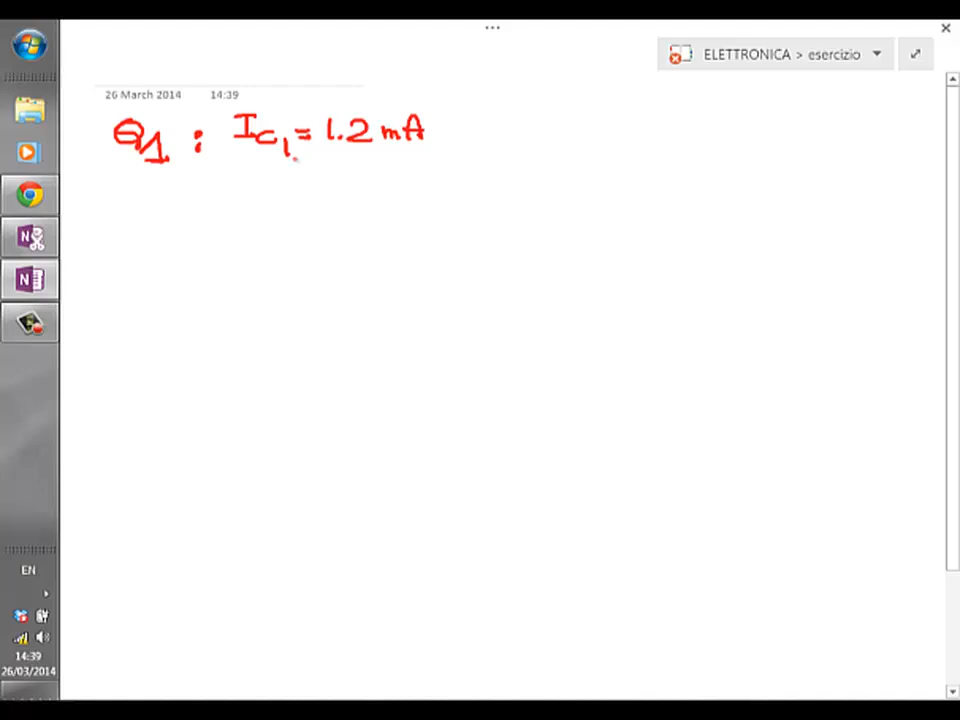 ELETTRONICA > esercizio
26 March 2014 14:39
Q1 : IC1 = 1.2 mA
EN
14:39
26/03/2014